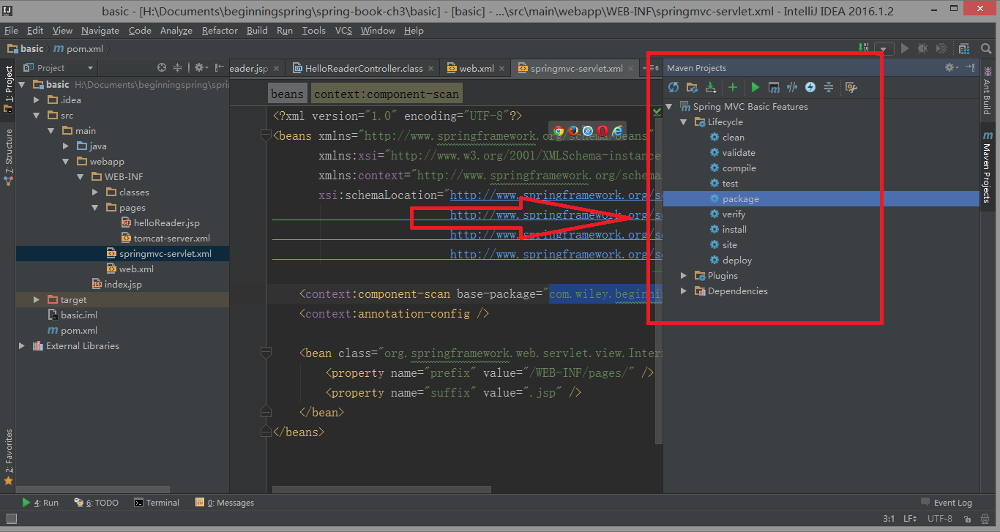 basic - [H:\Documents\beginningspring\spring-book-ch3\basic] - [basic] - ...\src\main\webapp\WEB-INF\springmvc-servlet.xml - IntelliJ IDEA 2016.1.2
File Edit View Navigate Code Analyze Refactor Build Run Tools VCS Window Help
basic pom.xml
1: Project
7: Structure
2: Favorites
Project
basic H:\Documents\beginningspring\spri
.idea
src
main
java
webapp
WEB-INF
classes
pages
helloReader.jsp
tomcat-server.xml
springmvc-servlet.xml
web.xml
index.jsp
target
basic.iml
pom.xml
External Libraries
eader.jsp HelloReaderController.class web.xml springmvc-servlet.xml 6
beans context:component-scan
<?xml version="1.0" encoding="UTF-8"?>
<beans xmlns="http://www.springframework.org/schema/beans"
xmlns:xsi="http://www.w3.org/2001/XMLSchema-instance
xmlns:context="http://www.springframework.org/schema/
xsi:schemaLocation="http://www.springframework.org/sc
http://www.springframework.org/sc
http://www.springframework.org/sc
http://www.springframework.org/sc
<context:component-scan base-package="com.wiley.beginnin
<context:annotation-config />
<bean class="org.springframework.web.servlet.view.Intern
<property name="prefix" value="/WEB-INF/pages/" />
<property name="suffix" value=".jsp" />
</bean>
</beans>
Maven Projects
Spring MVC Basic Features
Lifecycle
clean
validate
compile
test
package
verify
install
site
deploy
Plugins
Dependencies
Ant Build
Maven Projects
4: Run 6: TODO Terminal 0: Messages Event Log
3:1 LF UTF-8